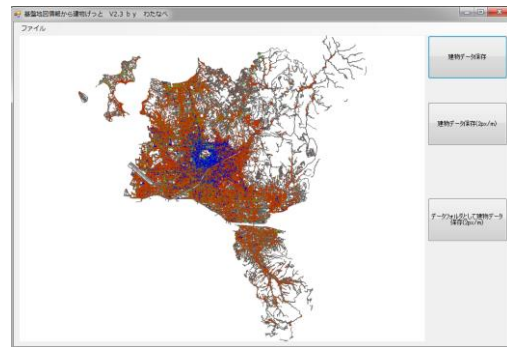 基盤地図情報から建物げっと　V2.3 ｂｙ　わたなべ
ファイル
建物データ保存
建物データ保存(2px/m)
データフォルダとして建物データ
保存(2px/m)